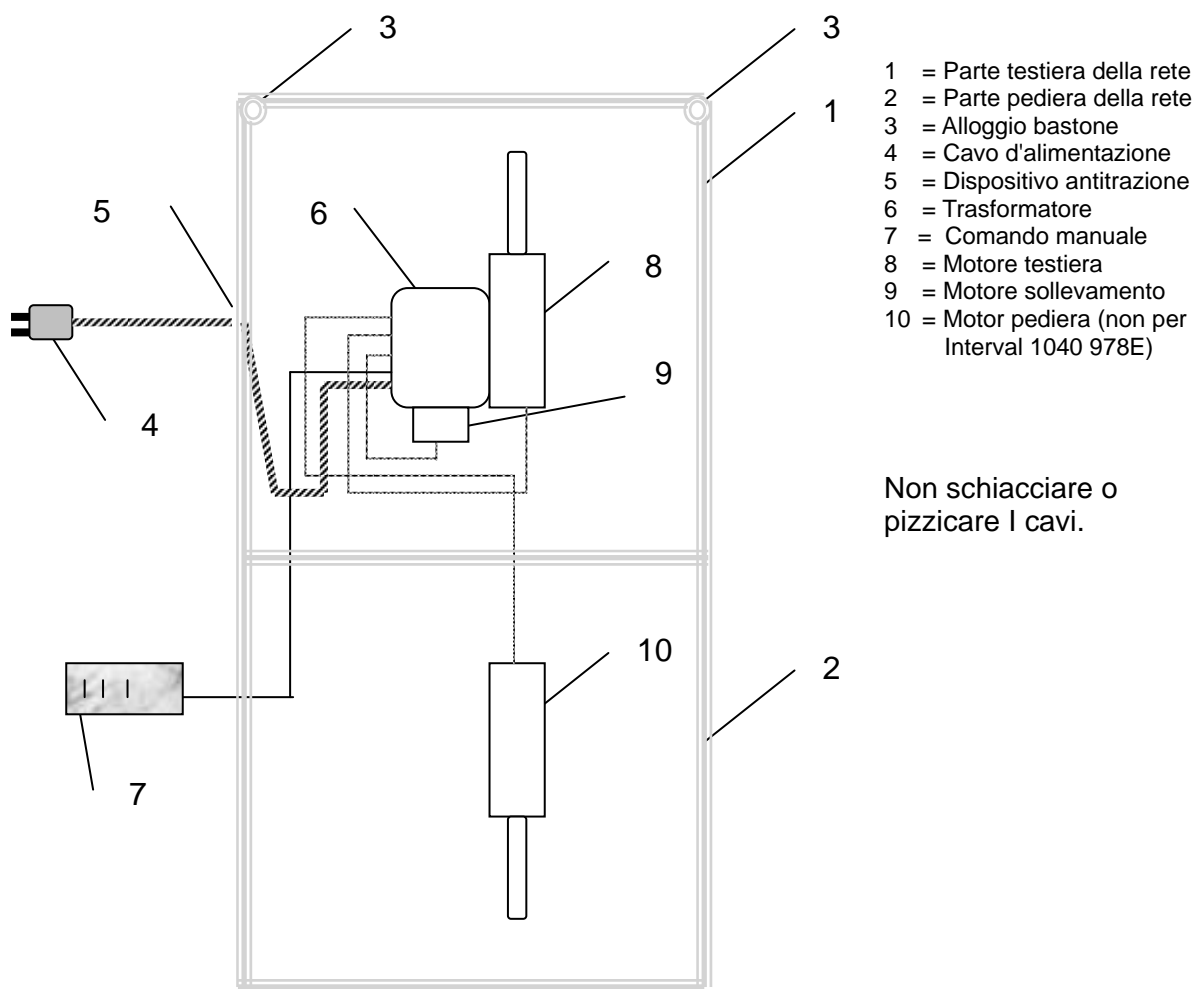 3
3
1
5
6
8
4
9
10
2
7
1 = Parte testiera della rete
2 = Parte pediera della rete
3 = Alloggio bastone
4 = Cavo d'alimentazione
5 = Dispositivo antitrazione
6 = Trasformatore
7 = Comando manuale
8 = Motore testiera
9 = Motore sollevamento
10 = Motor pediera (non per
Interval 1040 978E)
Non schiacciare o
pizzicare I cavi.